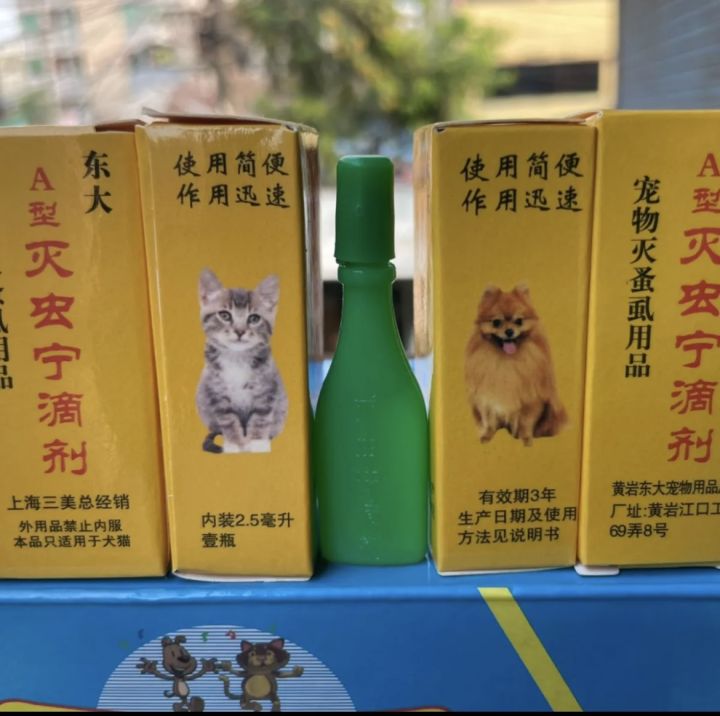 东大
A型灭虫宁滴剂
虱用品
上海三美总经销
外用品禁止内服
本品只适用于犬猫
使用简便
作用迅速
内装2.5毫升
壹瓶
使用简便
作用迅速
有效期3年
生产日期及使用
方法见说明书
宠物灭蚤虱用品
A型灭虫宁滴剂
黄岩东大宠物用品
厂址:黄岩江口工
69弄8号